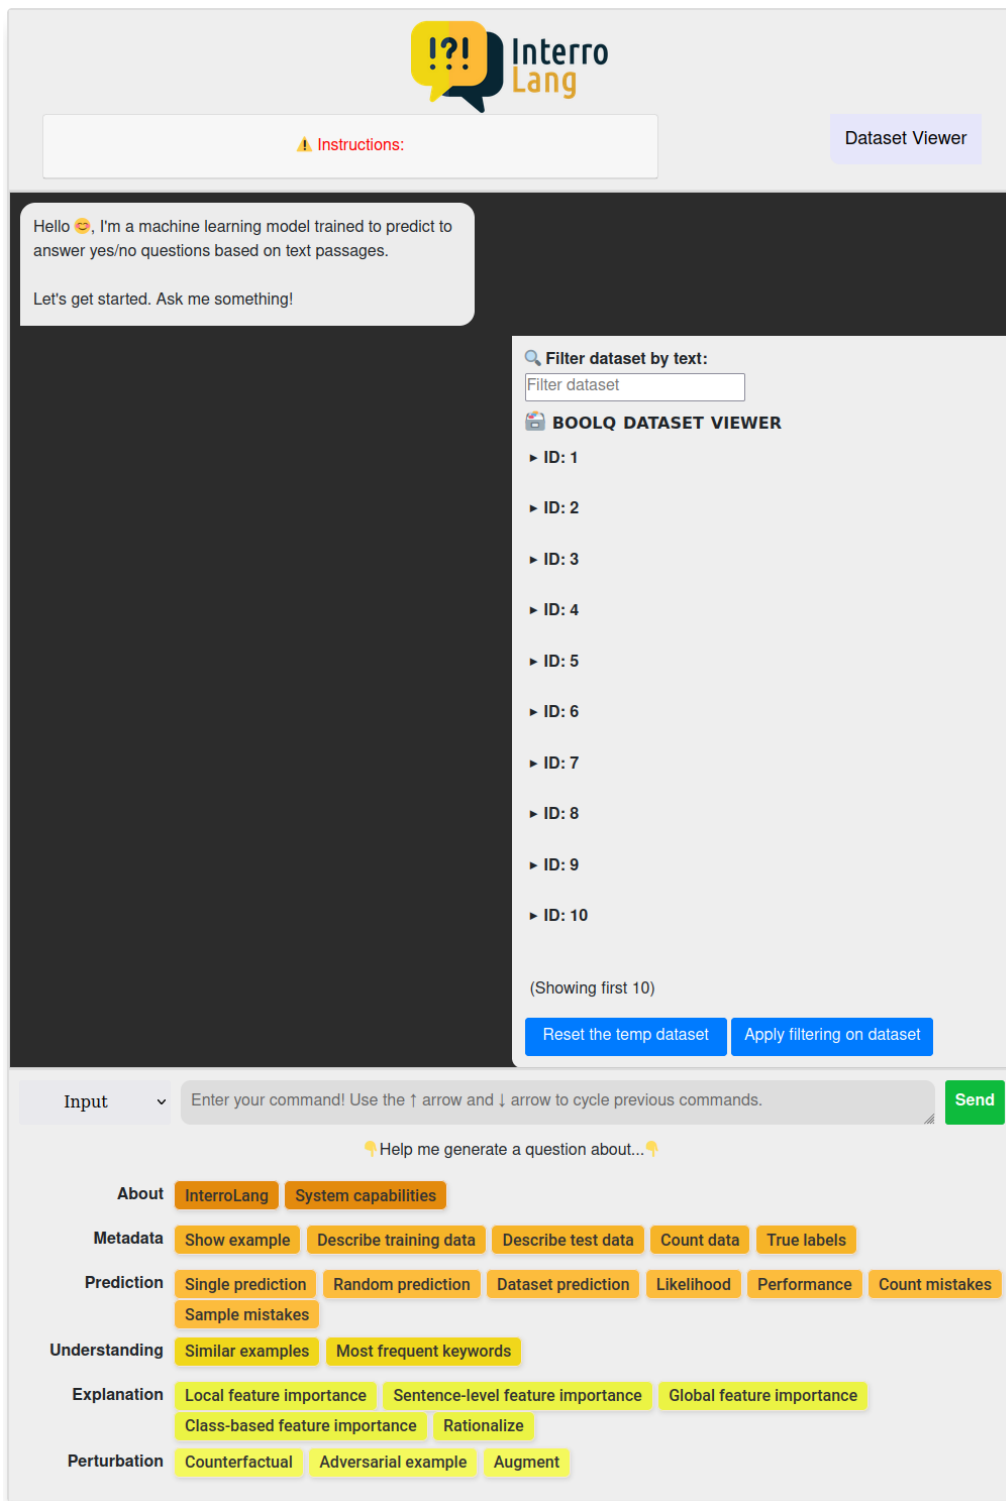 !?!
Interro
Lang
⚠ Instructions:
Dataset Viewer
Hello 😊, I'm a machine learning model trained to predict to
answer yes/no questions based on text passages.
Let's get started. Ask me something!
🔍 Filter dataset by text:
Filter dataset
🗃 BOOLQ DATASET VIEWER
▸ ID: 1
▸ ID: 2
▸ ID: 3
▸ ID: 4
▸ ID: 5
▸ ID: 6
▸ ID: 7
▸ ID: 8
▸ ID: 9
▸ ID: 10
(Showing first 10)
Reset the temp dataset Apply filtering on dataset
Input Enter your command! Use the ↑ arrow and ↓ arrow to cycle previous commands. Send
👇Help me generate a question about...👇
About InterroLang System capabilities
Metadata Show example Describe training data Describe test data Count data True labels
Prediction Single prediction Random prediction Dataset prediction Likelihood Performance Count mistakes
Sample mistakes
Understanding Similar examples Most frequent keywords
Explanation Local feature importance Sentence-level feature importance Global feature importance
Class-based feature importance Rationalize
Perturbation Counterfactual Adversarial example Augment